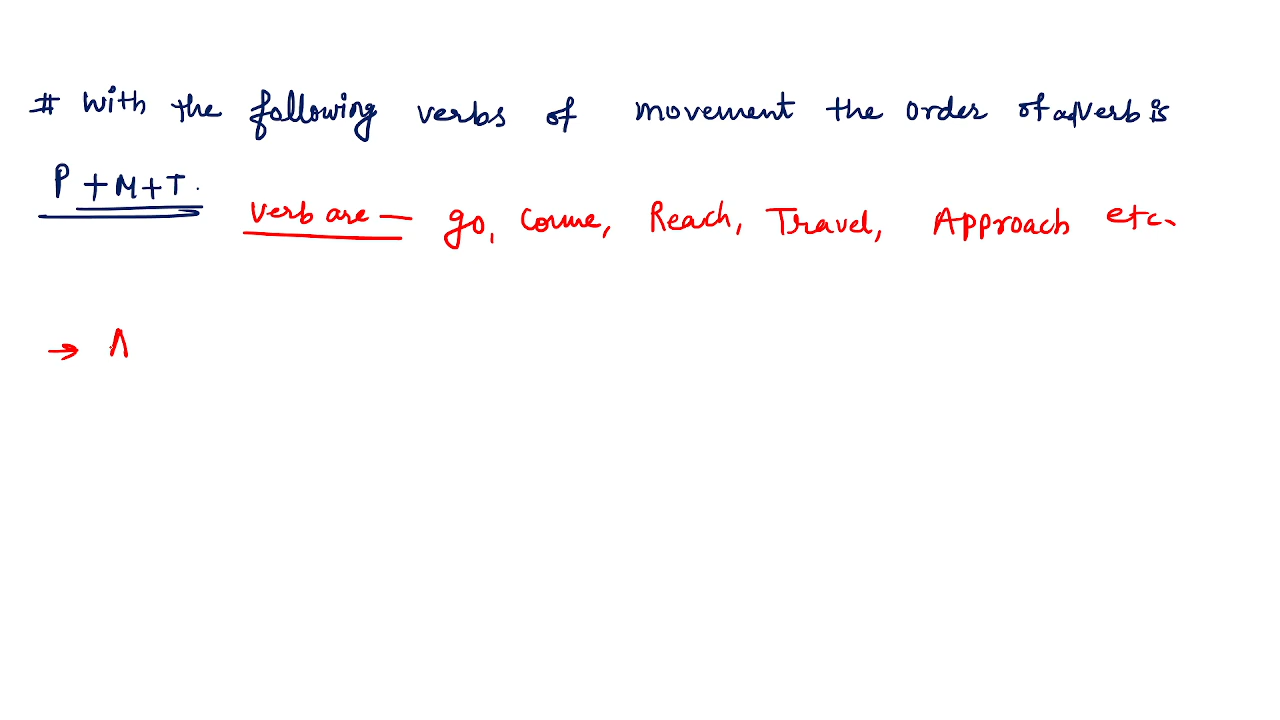 # With the following verbs of movement the order of adverb is
P + M + T.
Verb are — go, Come, Reach, Travel, Approach etc.
→